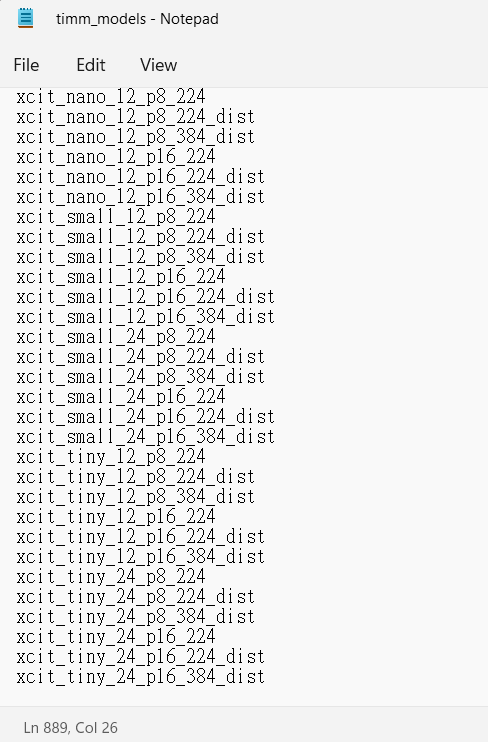 timm_models - Notepad
File Edit View
xcit_nano_12_p8_224
xcit_nano_12_p8_224_dist
xcit_nano_12_p8_384_dist
xcit_nano_12_p16_224
xcit_nano_12_p16_224_dist
xcit_nano_12_p16_384_dist
xcit_small_12_p8_224
xcit_small_12_p8_224_dist
xcit_small_12_p8_384_dist
xcit_small_12_p16_224
xcit_small_12_p16_224_dist
xcit_small_12_p16_384_dist
xcit_small_24_p8_224
xcit_small_24_p8_224_dist
xcit_small_24_p8_384_dist
xcit_small_24_p16_224
xcit_small_24_p16_224_dist
xcit_small_24_p16_384_dist
xcit_tiny_12_p8_224
xcit_tiny_12_p8_224_dist
xcit_tiny_12_p8_384_dist
xcit_tiny_12_p16_224
xcit_tiny_12_p16_224_dist
xcit_tiny_12_p16_384_dist
xcit_tiny_24_p8_224
xcit_tiny_24_p8_224_dist
xcit_tiny_24_p8_384_dist
xcit_tiny_24_p16_224
xcit_tiny_24_p16_224_dist
xcit_tiny_24_p16_384_dist
Ln 889, Col 26